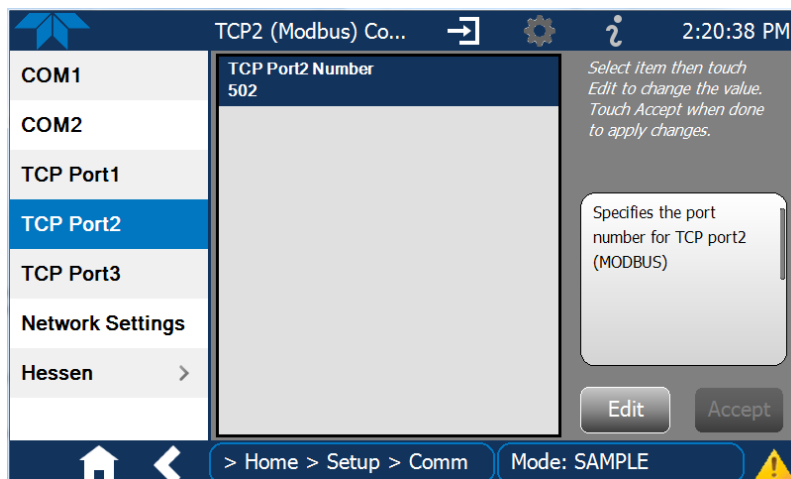 TCP2 (Modbus) Co...
2:20:38 PM
COM1
COM2
TCP Port1
TCP Port2
TCP Port3
Network Settings
Hessen
TCP Port2 Number
502
Select item then touch
Edit to change the value.
Touch Accept when done
to apply changes.
Specifies the port
number for TCP port2
(MODBUS)
Edit
Accept
> Home > Setup > Comm
Mode: SAMPLE